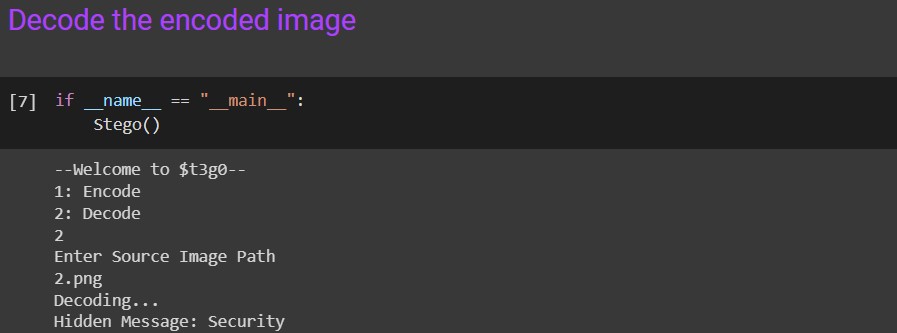 Decode the encoded image
[7] if __name__ == "__main__":
Stego()
--Welcome to $t3g0--
1: Encode
2: Decode
2
Enter Source Image Path
2.png
Decoding...
Hidden Message: Security